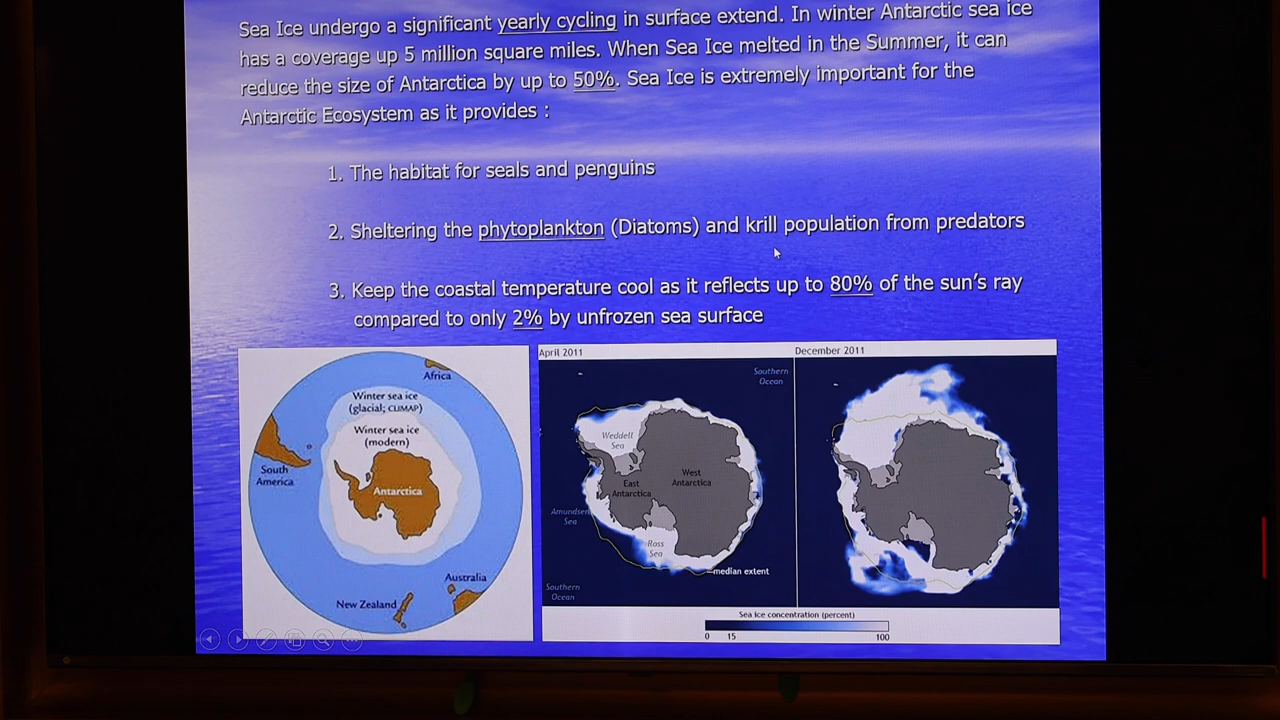 Sea Ice undergo a significant yearly cycling in surface extend. In winter Antarctic sea ice
has a coverage up 5 million square miles. When Sea Ice melted in the Summer, it can
reduce the size of Antarctica by up to 50%. Sea Ice is extremely important for the
Antarctic Ecosystem as it provides :
1. The habitat for seals and penguins
2. Sheltering the phytoplankton (Diatoms) and krill population from predators
3. Keep the coastal temperature cool as it reflects up to 80% of the sun's ray
compared to only 2% by unfrozen sea surface
Africa
Winter sea ice
(glacial; CLIMAP)
Winter sea ice
(modern)
South
America
Antarctica
Australia
New Zealand
April 2011
Southern
Ocean
Weddell
Sea
West
Antarctica
East
Antarctica
Amundsen
Sea
Ross
Sea
median extent
Southern
Ocean
December 2011
Sea Ice concentration (percent)
0 15 100